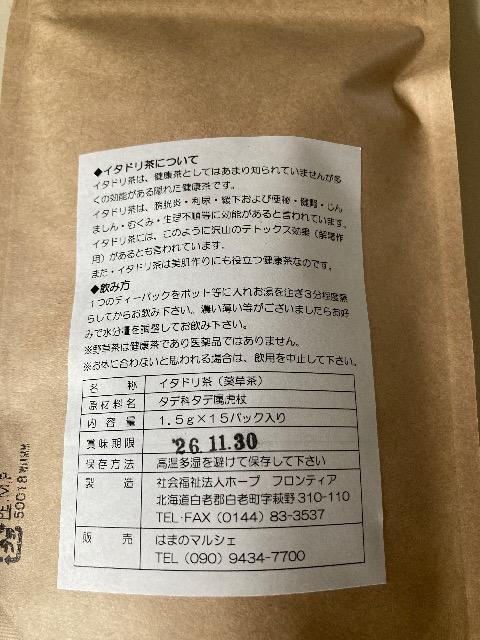 ◆イタドリ茶について
イタドリ茶は、健康茶としてはあまり知られていませんが多
くの効能がある隠れた健康茶です。
イタドリ茶は、膀胱炎・利尿・緩下および便秘・健胃・じん
ましん・むくみ・生理不順等に効能があると言われています。
イタドリ茶には、このように沢山のデトックス効果（解毒作
用）があるとも言われています。
また・イタドリ茶は美肌作りにも役立つ健康茶なのです。
◆飲み方
1つのティーパックをポット等に入れお湯を注ぎ3分程度蒸
らしてからお飲み下さい。濃い薄い等がございましたらお好
みで水分量を調整してお飲み下さい。
※野草茶は健康茶であり医薬品ではありません。
※お体に合わないと思われる場合は、飲用を中止して下さい。
名称 イタドリ茶（薬草茶）
原材料名 タデ科タデ属虎杖
内容量 1.5g×15パック入り
賞味期限 '26.11.30
保存方法 高温多湿を避けて保存して下さい
製造 社会福祉法人ホープ フロンティア
北海道白老郡白老町字萩野310-110
TEL・FAX（0144）83-3537
販売 はまのマルシェ
TEL（090）9434-7700